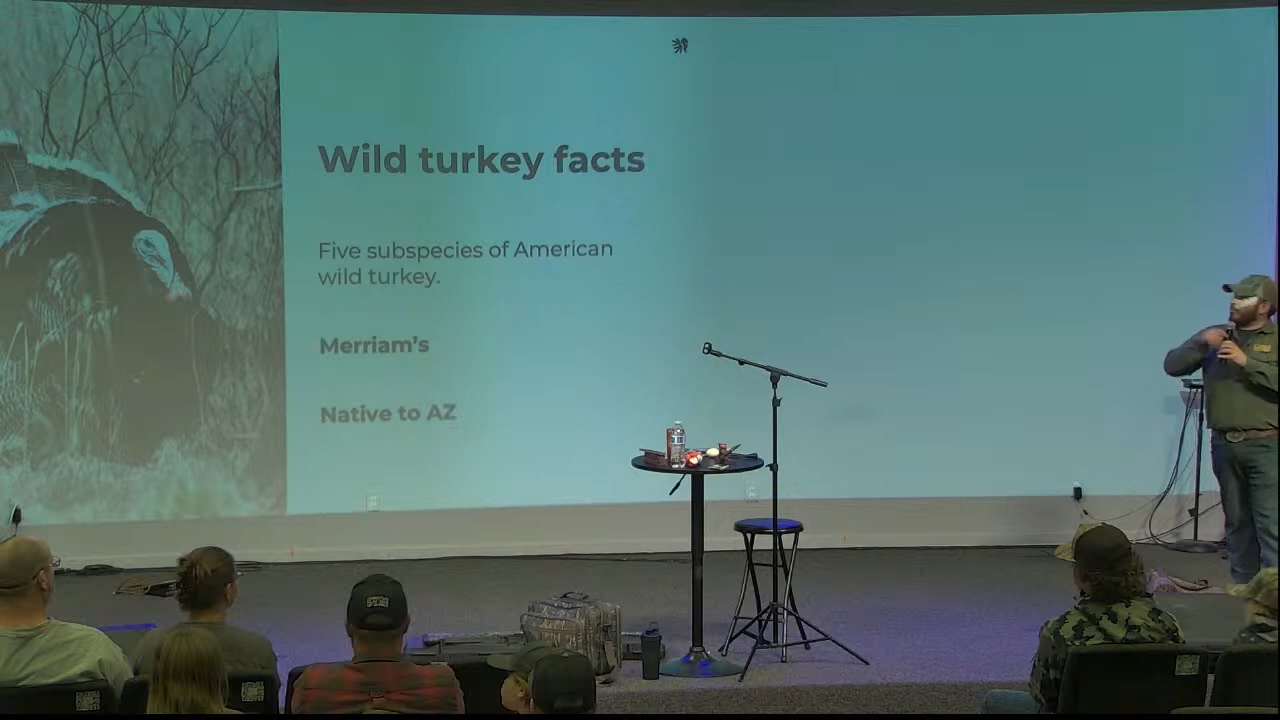 Wild turkey facts
Five subspecies of American
wild turkey.
Merriam's
Native to AZ